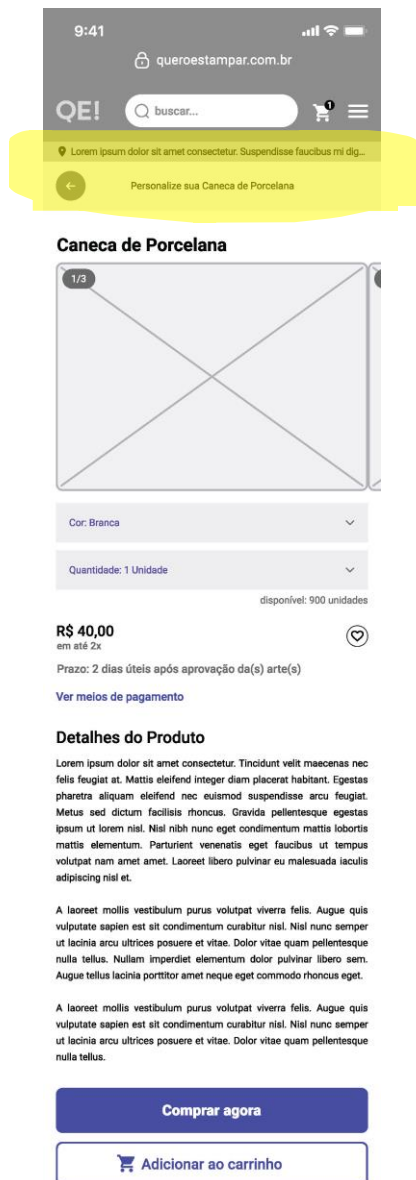 9:41
queroestampar.com.br
QE!
buscar...
1
Lorem ipsum dolor sit amet consectetur. Suspendisse faucibus mi dig...
Personalize sua Caneca de Porcelana
Caneca de Porcelana
1/3
Cor: Branca
Quantidade: 1 Unidade
disponível: 900 unidades
R$ 40,00
em até 2x
Prazo: 2 dias úteis após aprovação da(s) arte(s)
Ver meios de pagamento
Detalhes do Produto
Lorem ipsum dolor sit amet consectetur. Tincidunt velit maecenas nec
felis feugiat at. Mattis eleifend integer diam placerat habitant. Egestas
pharetra aliquam eleifend nec euismod suspendisse arcu feugiat.
Metus sed dictum facilisis rhoncus. Gravida pellentesque egestas
ipsum ut lorem nisl. Nisl nibh nunc eget condimentum mattis lobortis
mattis elementum. Parturient venenatis eget faucibus ut tempus
volutpat nam amet amet. Laoreet libero pulvinar eu malesuada iaculis
adipiscing nisl et.
A laoreet mollis vestibulum purus volutpat viverra felis. Augue quis
vulputate sapien est sit condimentum curabitur nisl. Nisl nunc semper
ut lacinia arcu ultrices posuere et vitae. Dolor vitae quam pellentesque
nulla tellus. Nullam imperdiet elementum dolor pulvinar libero sem.
Augue tellus lacinia porttitor amet neque eget commodo rhoncus eget.
A laoreet mollis vestibulum purus volutpat viverra felis. Augue quis
vulputate sapien est sit condimentum curabitur nisl. Nisl nunc semper
ut lacinia arcu ultrices posuere et vitae. Dolor vitae quam pellentesque
nulla tellus.
Comprar agora
Adicionar ao carrinho